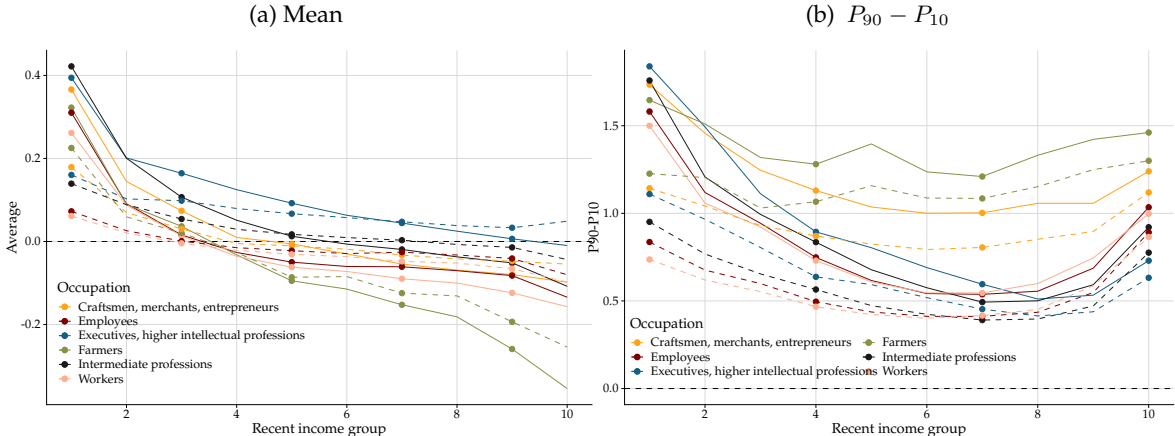 (a) Mean
(b) P90 − P10
Average
0.4
0.2
0.0
-0.2
2
4
6
8
10
Recent income group
Occupation
Craftsmen, merchants, entrepreneurs
Employees
Executives, higher intellectual professions
Farmers
Intermediate professions
Workers
P90-P10
1.5
1.0
0.5
0.0
2
4
6
8
10
Recent income group
Occupation
Craftsmen, merchants, entrepreneurs
Employees
Executives, higher intellectual professions
Farmers
Intermediate professions
Workers